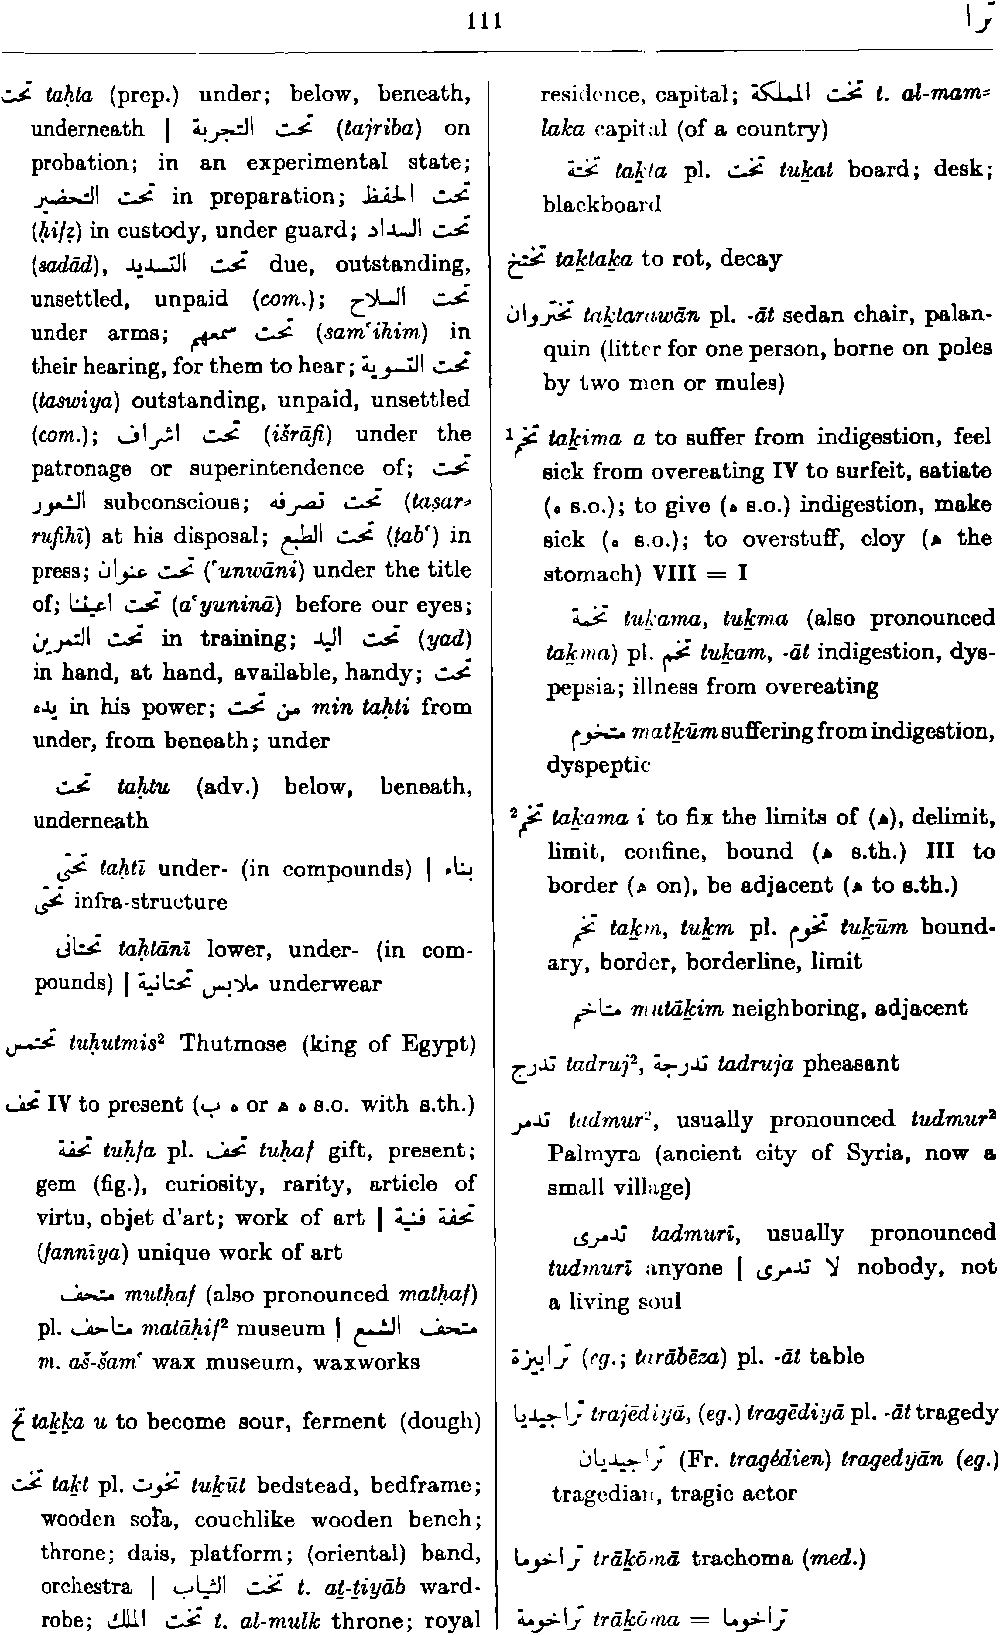 111
ترا
تحت taḥta (prep.) under; below, beneath,
underneath | تحت التجربة (tajriba) on
probation; in an experimental state;
تحت التحضير in preparation; تحت الحفظ
(ḥifẓ) in custody, under guard; تحت السداد
(sadād), تحت التسديد due, outstanding,
unsettled, unpaid (com.); تحت السلاح
under arms; تحت سمعهم (samʿihim) in
their hearing, for them to hear; تحت التسوية
(taswiya) outstanding, unpaid, unsettled
(com.); تحت اشراف (išrāfi) under the
patronage or superintendence of; تحت
الشعور subconscious; تحت تصرفه (tasar-
rufihī) at his disposal; تحت الطبع (ṭabʿ) in
press; تحت عنوان (ʿunwāni) under the title
of; تحت اعيننا (aʿyuninā) before our eyes;
تحت التمرين in training; تحت اليد (yad)
in hand, at hand, available, handy; تحت
يده in his power; من تحت min taḥti from
under, from beneath; under
تحت taḥtu (adv.) below, beneath,
underneath
تحتى taḥtī under- (in compounds) | بناء
تحتى infra-structure
تحتانى taḥtānī lower, under- (in com-
pounds) | ملابس تحتانية underwear
تحتمس tuḥutmis² Thutmose (king of Egypt)
تحف IV to present (ه ب or ه ه s.o. with s.th.)
تحفة tuḥfa pl. تحف tuḥaf gift, present;
gem (fig.), curiosity, rarity, article of
virtu, objet d'art; work of art | تحفة فنية
(fannīya) unique work of art
متحف mutḥaf (also pronounced matḥaf)
pl. متاحف matāḥif² museum | متحف الشمع
m. aš-šamʿ wax museum, waxworks
تخ taḵḵa u to become sour, ferment (dough)
تخت taḵt pl. تخوت tuḵūt bedstead, bedframe;
wooden sofa, couchlike wooden bench;
throne; dais, platform; (oriental) band,
orchestra | تخت الثياب t. aṯ-ṯiyāb ward-
robe; تخت الملك t. al-mulk throne; royal
residence, capital; تخت المملكة t. al-mam-
laka capital (of a country)
تختة taḵta pl. تخت tuḵat board; desk;
blackboard
تختخ taḵtaḵa to rot, decay
تختروان taḵtarawān pl. -āt sedan chair, palan-
quin (litter for one person, borne on poles
by two men or mules)
¹تخم taḵima a to suffer from indigestion, feel
sick from overeating IV to surfeit, satiate
(ه s.o.); to give (ه s.o.) indigestion, make
sick (ه s.o.); to overstuff, cloy (ه the
stomach) VIII = I
تخمة tuḵama, tuḵma (also pronounced
taḵma) pl. تخم tuḵam, -āt indigestion, dys-
pepsia; illness from overeating
متخوم matḵūm suffering from indigestion,
dyspeptic
²تخم taḵama i to fix the limits of (ه), delimit,
limit, confine, bound (ه s.th.) III to
border (ه on), be adjacent (ه to s.th.)
تخم taḵm, tuḵm pl. تخوم tuḵūm bound-
ary, border, borderline, limit
متاخم mutāḵim neighboring, adjacent
تدرج tadruj², تدرجة tadruja pheasant
تدمر tadmur², usually pronounced tudmur²
Palmyra (ancient city of Syria, now a
small village)
تدمرى tadmurī, usually pronounced
tudmurī anyone | لا تدمرى nobody, not
a living soul
ترابيزة (eg.; tarābēza) pl. -āt table
تراجيديا trajēdiyā, (eg.) tragēdiyā pl. -āt tragedy
تراجيديان (Fr. tragédien) tragedyān (eg.)
tragedian, tragic actor
تراخوما trāḵōmā trachoma (med.)
تراخومة trāḵōma = تراخوما